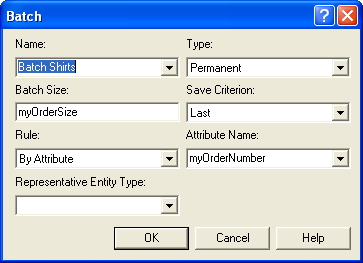 Batch
Name: Type:
Batch Shirts Permanent
Batch Size: Save Criterion:
myOrderSize Last
Rule: Attribute Name:
By Attribute myOrderNumber
Representative Entity Type:
OK Cancel Help